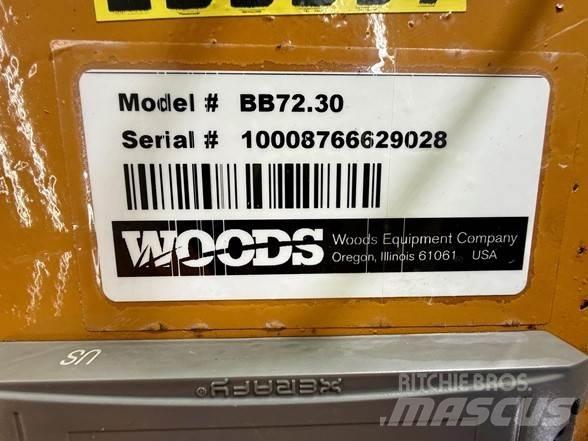 Model # BB72.30
Serial # 10008766629028
WOODS
Woods Equipment Company
Oregon, Illinois 61061 USA
US
XERAFY®
RITCHIE BROS.
MASCUS